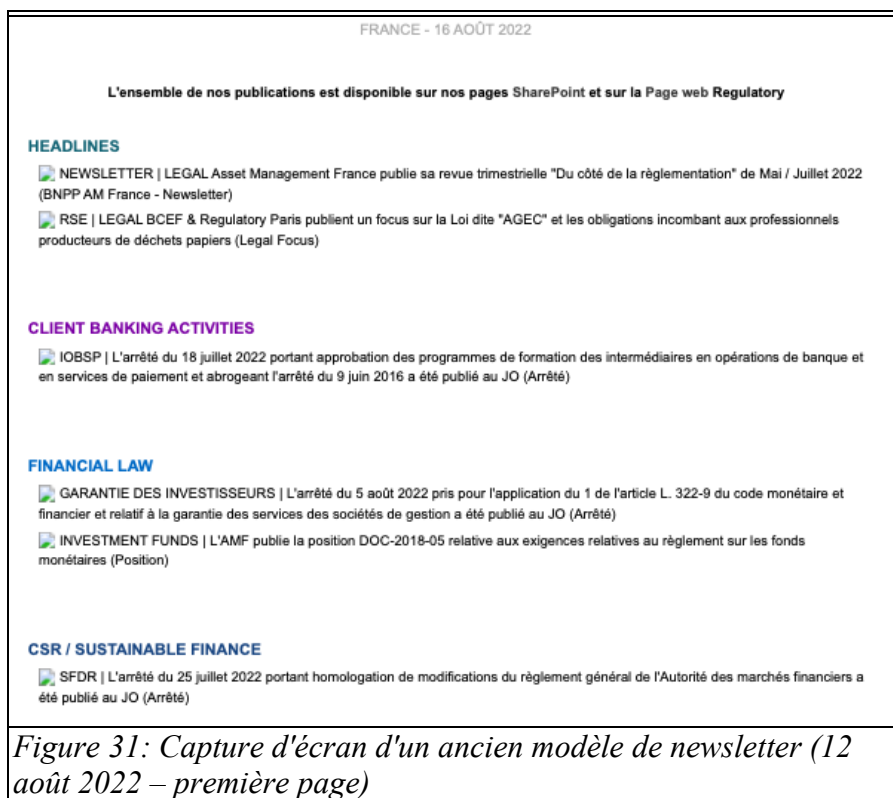 FRANCE - 16 AOÛT 2022
L'ensemble de nos publications est disponible sur nos pages SharePoint et sur la Page web Regulatory
HEADLINES
NEWSLETTER | LEGAL Asset Management France publie sa revue trimestrielle "Du côté de la règlementation" de Mai / Juillet 2022
(BNPP AM France - Newsletter)
RSE | LEGAL BCEF & Regulatory Paris publient un focus sur la Loi dite "AGEC" et les obligations incombant aux professionnels
producteurs de déchets papiers (Legal Focus)
CLIENT BANKING ACTIVITIES
IOBSP | L'arrêté du 18 juillet 2022 portant approbation des programmes de formation des intermédiaires en opérations de banque et
en services de paiement et abrogeant l'arrêté du 9 juin 2016 a été publié au JO (Arrêté)
FINANCIAL LAW
GARANTIE DES INVESTISSEURS | L'arrêté du 5 août 2022 pris pour l'application du 1 de l'article L. 322-9 du code monétaire et
financier et relatif à la garantie des services des sociétés de gestion a été publié au JO (Arrêté)
INVESTMENT FUNDS | L'AMF publie la position DOC-2018-05 relative aux exigences relatives au règlement sur les fonds
monétaires (Position)
CSR / SUSTAINABLE FINANCE
SFDR | L'arrêté du 25 juillet 2022 portant homologation de modifications du règlement général de l'Autorité des marchés financiers a
été publié au JO (Arrêté)
Figure 31: Capture d'écran d'un ancien modèle de newsletter (12
août 2022 – première page)